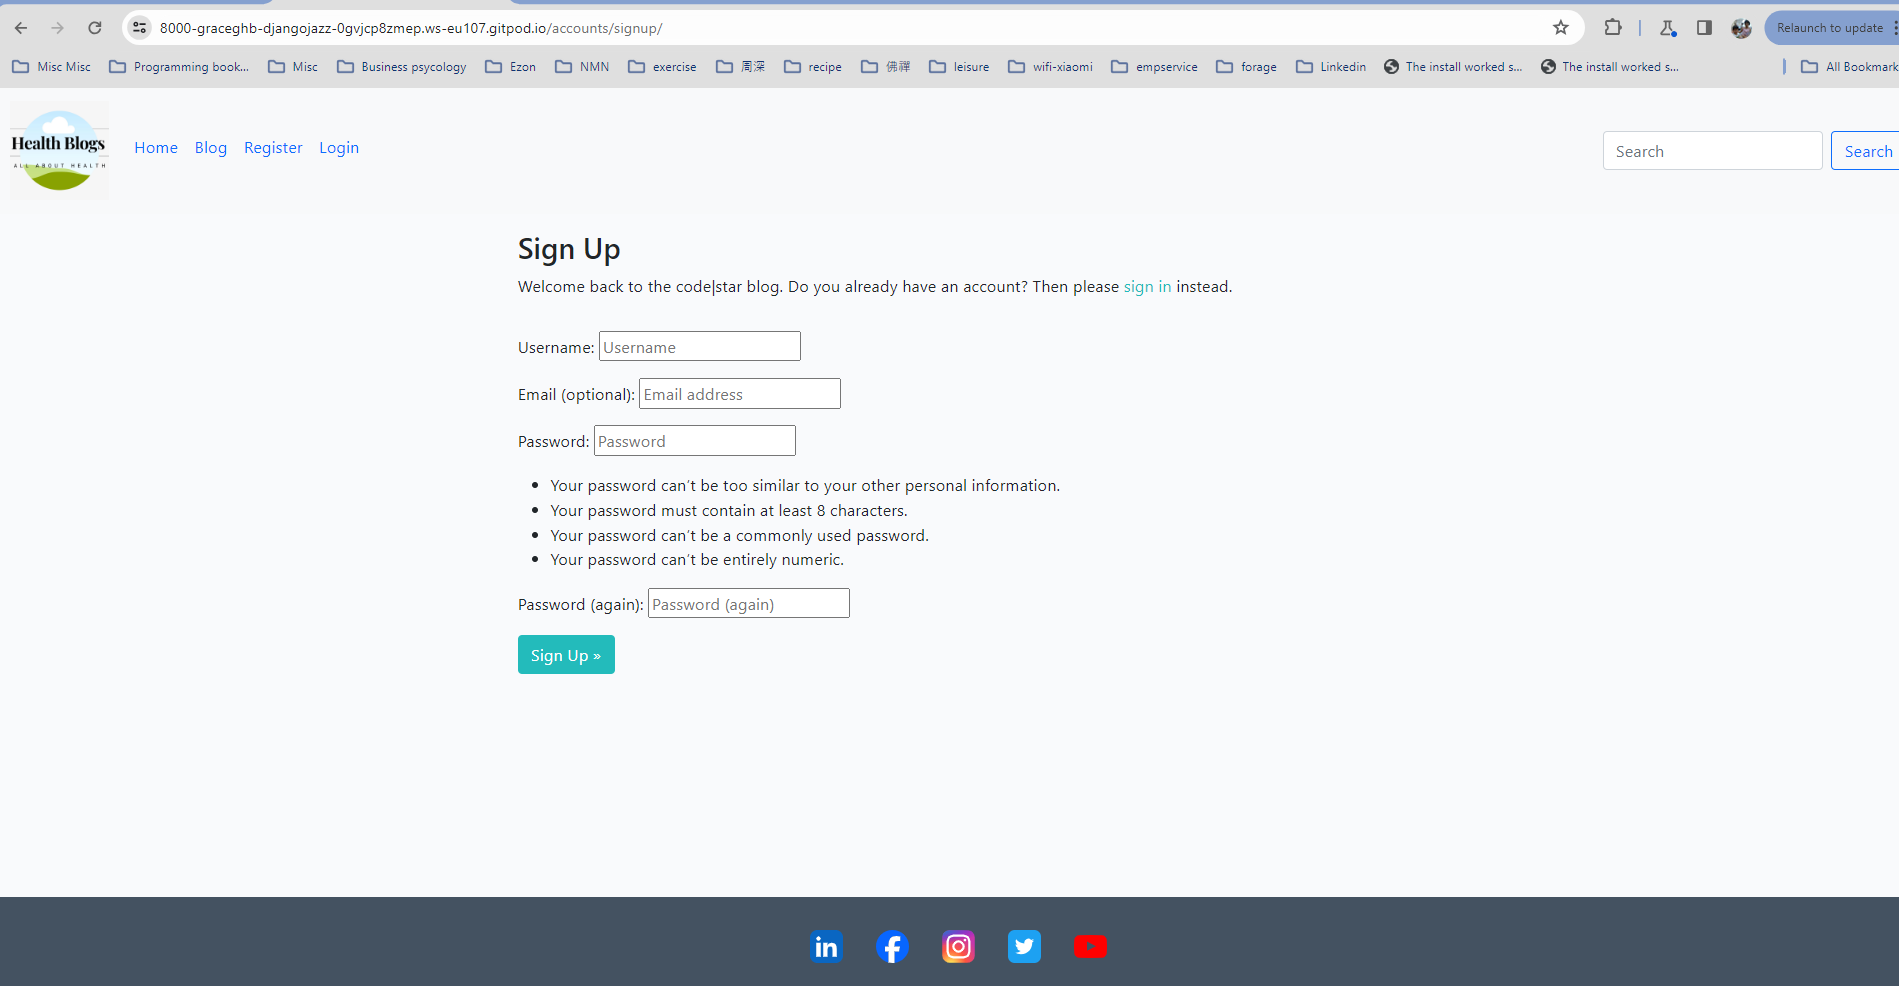 8000-graceghb-djangojazz-0gvjcp8zmep.ws-eu107.gitpod.io/accounts/signup/ Relaunch to update
Misc Misc Programming book... Misc Business psycology Ezon NMN exercise 周深 recipe 佛禪 leisure wifi-xiaomi empservice forage Linkedin The install worked s... The install worked s... All Bookmark
Health Blogs
ALL ABOUT HEALTH
Home Blog Register Login Search Search
Sign Up
Welcome back to the code|star blog. Do you already have an account? Then please sign in instead.
Username: Username
Email (optional): Email address
Password: Password
• Your password can't be too similar to your other personal information.
• Your password must contain at least 8 characters.
• Your password can't be a commonly used password.
• Your password can't be entirely numeric.
Password (again): Password (again)
Sign Up »
in